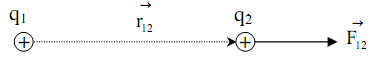 q₁ r₁₂ q₂
+ + F₁₂